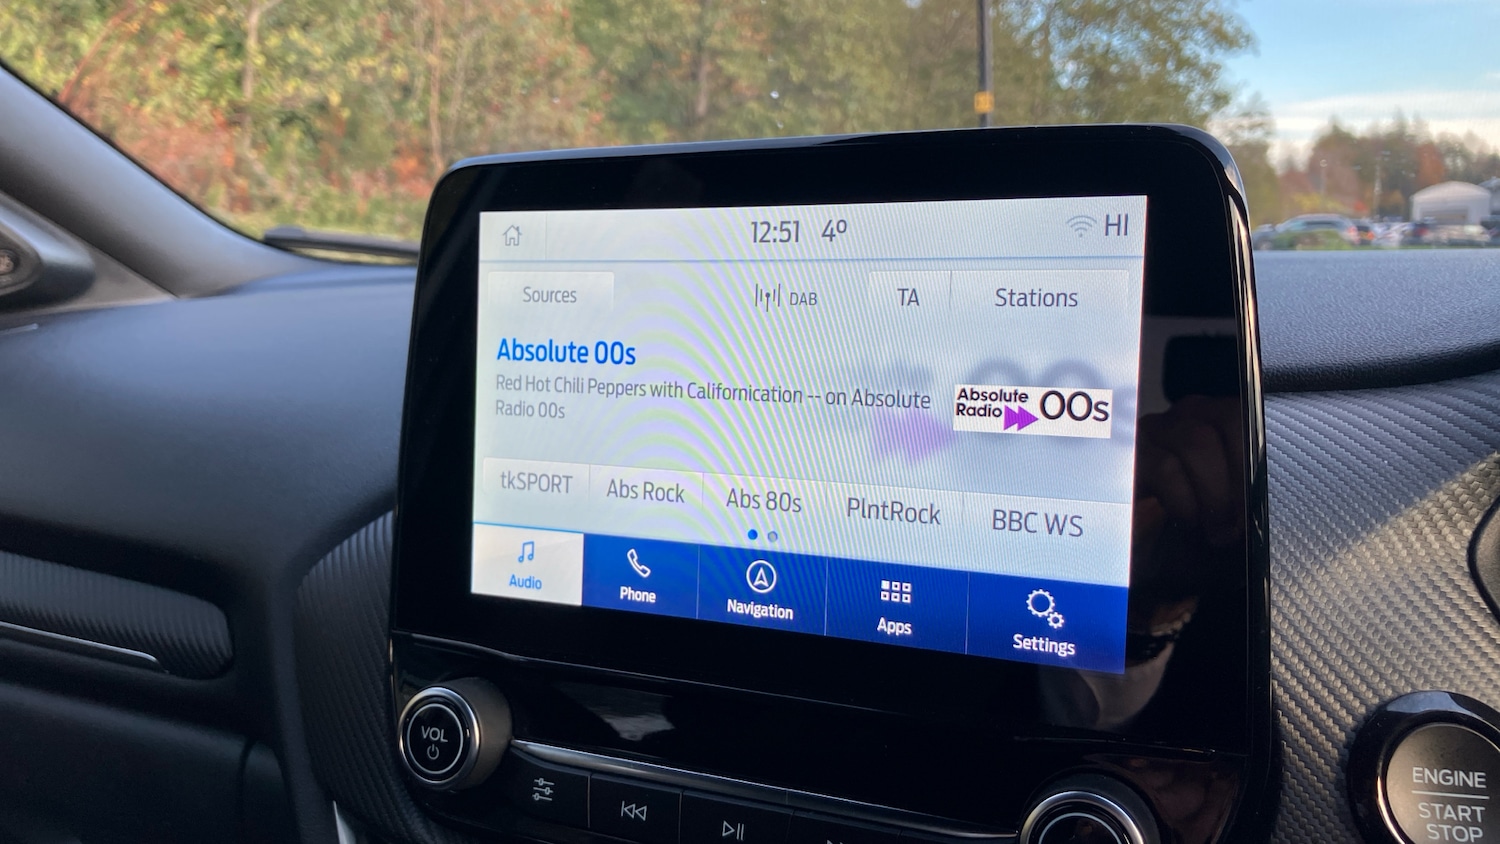 12:51 4° HI
Sources DAB TA Stations
Absolute 00s
Red Hot Chili Peppers with Californication -- on Absolute
Radio 00s
Absolute
Radio 00s
tkSPORT Abs Rock Abs 80s PlntRock BBC WS
Audio Phone Navigation Apps Settings
VOL
ENGINE
START
STOP